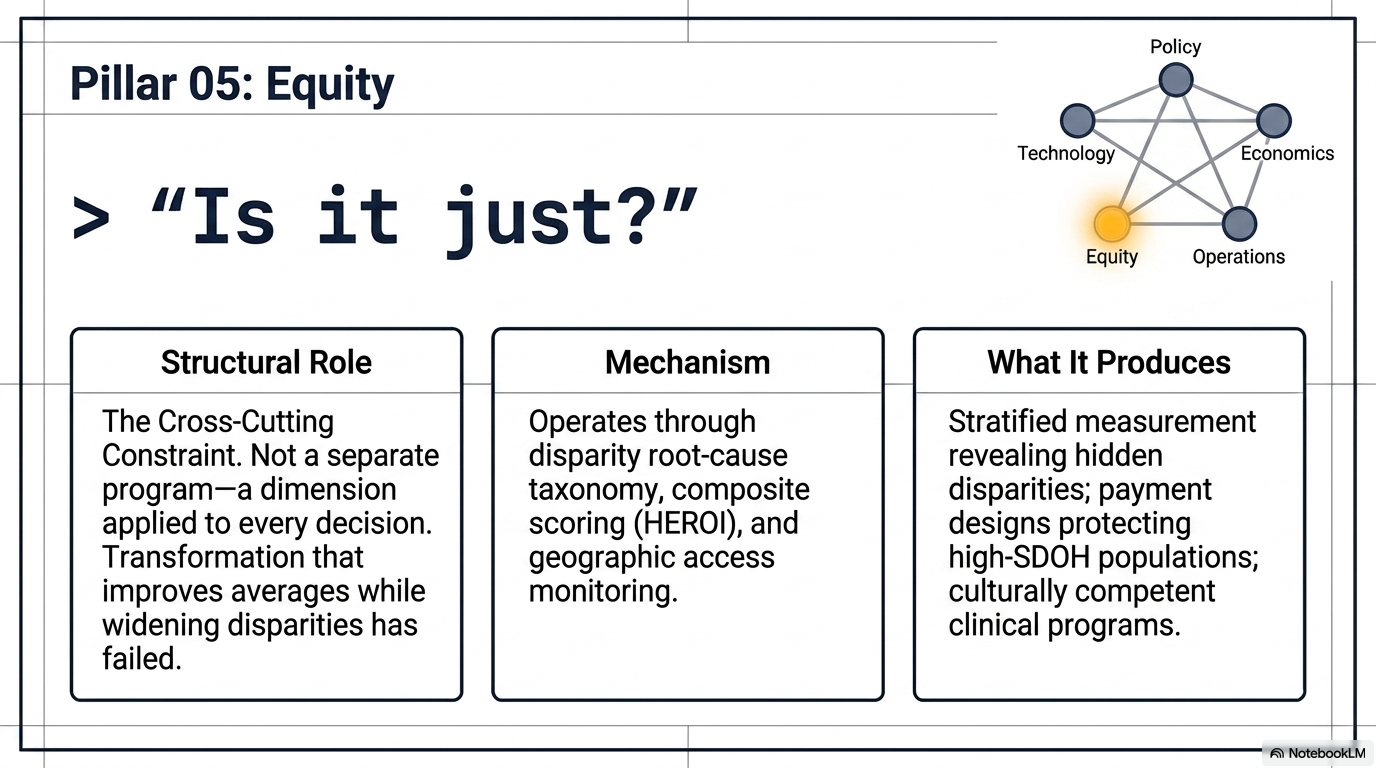 Pillar 05: Equity
> “Is it just?”
Policy
Technology
Economics
Equity
Operations
Structural Role
The Cross-Cutting
Constraint. Not a separate
program—a dimension
applied to every decision.
Transformation that
improves averages while
widening disparities has
failed.
Mechanism
Operates through
disparity root-cause
taxonomy, composite
scoring (HEROI), and
geographic access
monitoring.
What It Produces
Stratified measurement
revealing hidden
disparities; payment
designs protecting
high-SDOH populations;
culturally competent
clinical programs.
NotebookLM